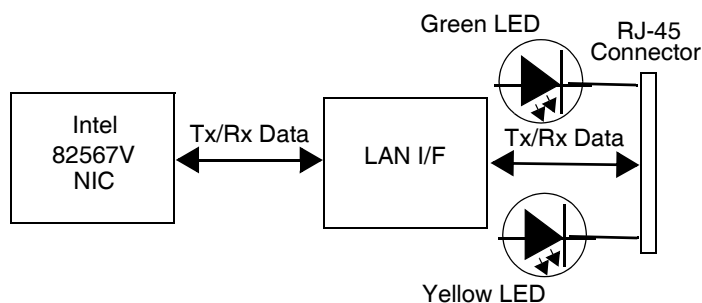 Green LED
RJ-45
Connector
Intel
82567V
NIC
Tx/Rx Data
LAN I/F
Tx/Rx Data
Yellow LED